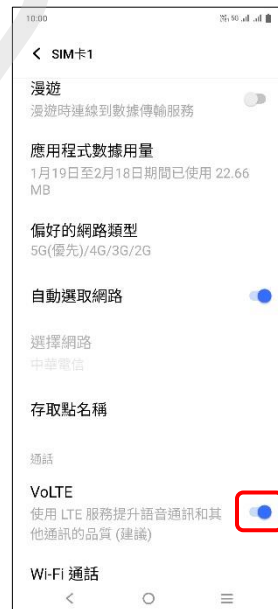 10:00
5G
SIM卡1
漫遊
漫遊時連線到數據傳輸服務
應用程式數據用量
1月19日至2月18日期間已使用 22.66
MB
偏好的網路類型
5G(優先)/4G/3G/2G
自動選取網路
選擇網路
中華電信
存取點名稱
通話
VoLTE
使用 LTE 服務提升語音通訊和其
他通訊的品質 (建議)
Wi-Fi 通話